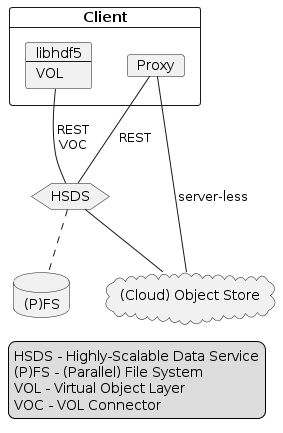 Client
libhdf5
VOL
Proxy
REST
VOC
REST
HSDS
server-less
(P)FS
(Cloud) Object Store
HSDS - Highly-Scalable Data Service
(P)FS - (Parallel) File System
VOL - Virtual Object Layer
VOC - VOL Connector